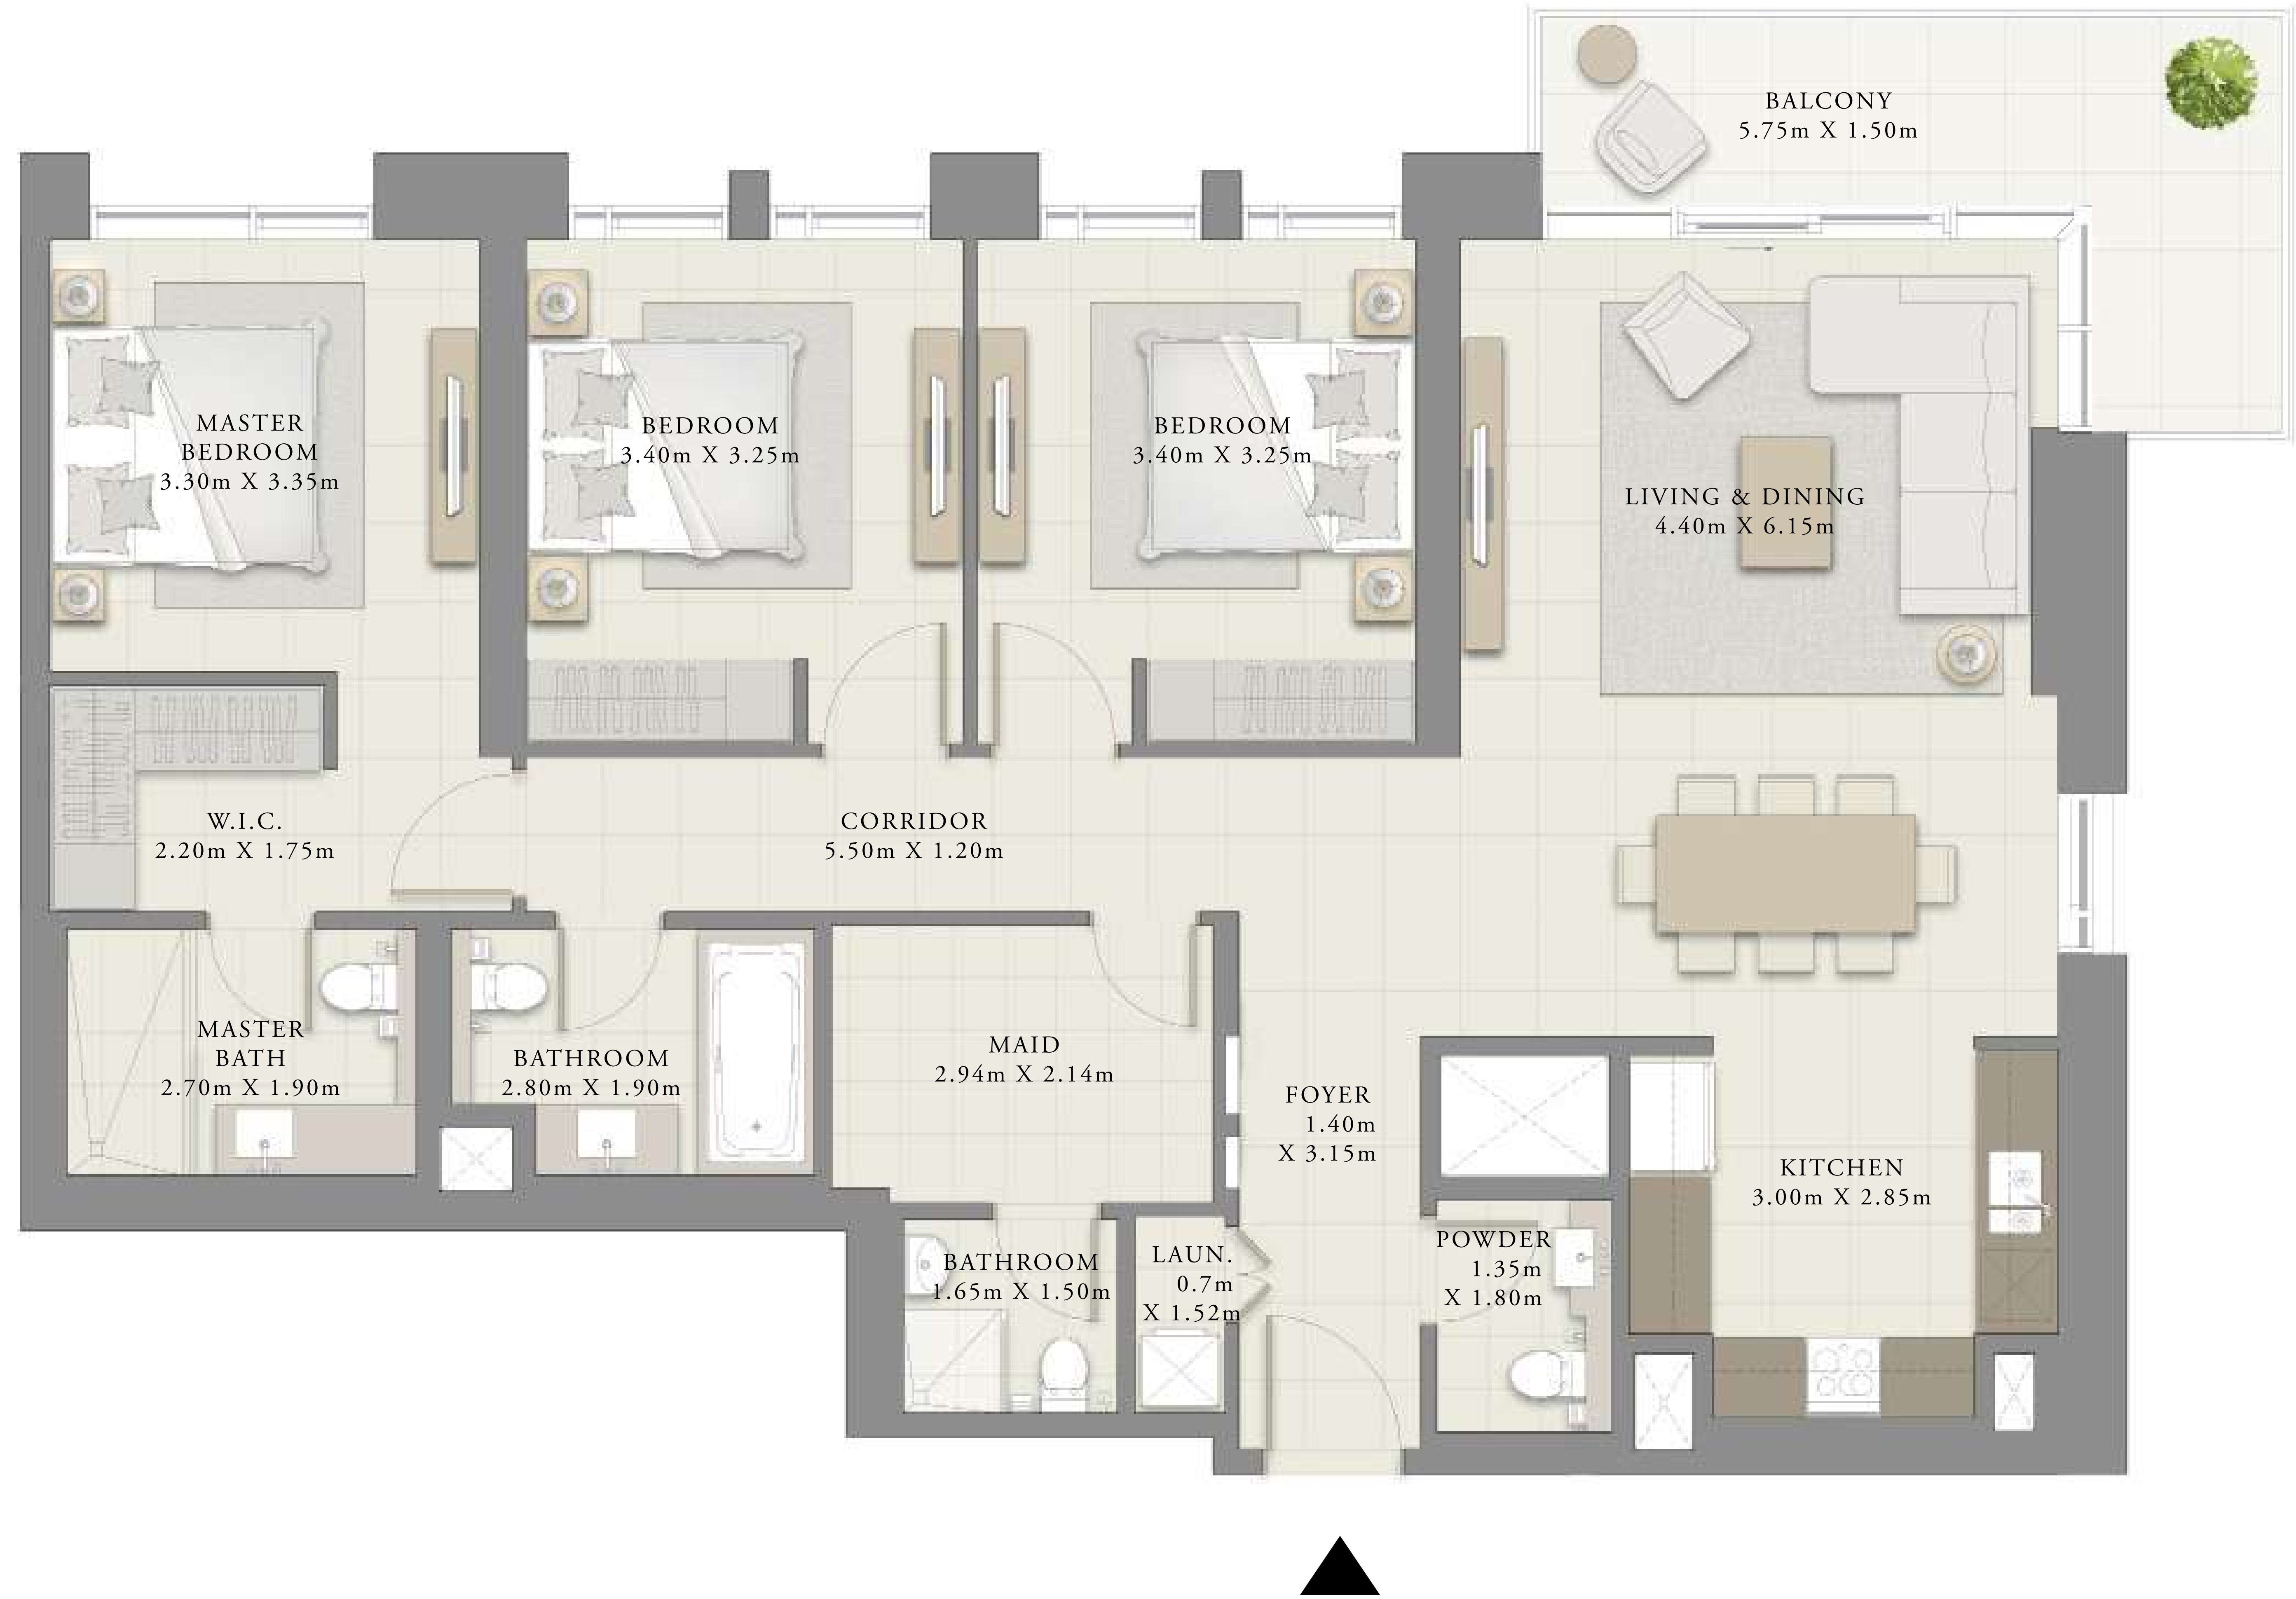 BALCONY
5.75m X 1.50m
MASTER
BEDROOM
3.30m X 3.35m
BEDROOM
3.40m X 3.25m
BEDROOM
3.40m X 3.25m
LIVING & DINING
4.40m X 6.15m
W.I.C.
2.20m X 1.75m
CORRIDOR
5.50m X 1.20m
MASTER
BATH
2.70m X 1.90m
BATHROOM
2.80m X 1.90m
MAID
2.94m X 2.14m
FOYER
1.40m
X 3.15m
KITCHEN
3.00m X 2.85m
BATHROOM
1.65m X 1.50m
LAUN.
0.7m
X 1.52m
POWDER
1.35m
X 1.80m